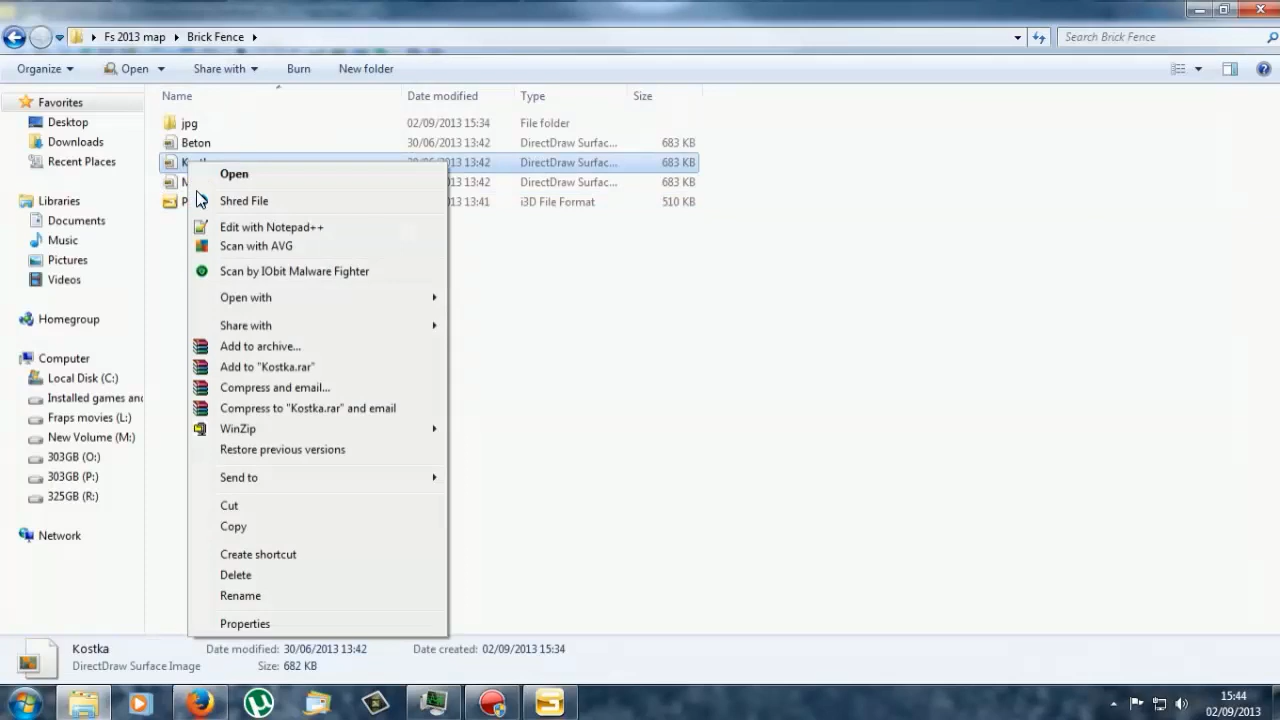 Fs 2013 map Brick Fence Search Brick Fence
Organize Open Share with Burn New folder
Name Date modified Type Size
jpg 02/09/2013 15:34 File folder
Beton 30/06/2013 13:42 DirectDraw Surfac... 683 KB
13:42 DirectDraw Surfac... 683 KB
M 13 13:42 DirectDraw Surfac... 683 KB
P 13 13:41 i3D File Format 510 KB
Favorites
Desktop
Downloads
Recent Places
Libraries
Documents
Music
Pictures
Videos
Homegroup
Computer
Local Disk (C:)
Installed games and
Fraps movies (L:)
New Volume (M:)
303GB (O:)
303GB (P:)
325GB (R:)
Network
Open
Shred File
Edit with Notepad++
Scan with AVG
Scan by IObit Malware Fighter
Open with
Share with
Add to archive...
Add to "Kostka.rar"
Compress and email...
Compress to "Kostka.rar" and email
WinZip
Restore previous versions
Send to
Cut
Copy
Create shortcut
Delete
Rename
Properties
Kostka Date modified: 30/06/2013 13:42 Date created: 02/09/2013 15:34
DirectDraw Surface Image Size: 682 KB
15:44
02/09/2013